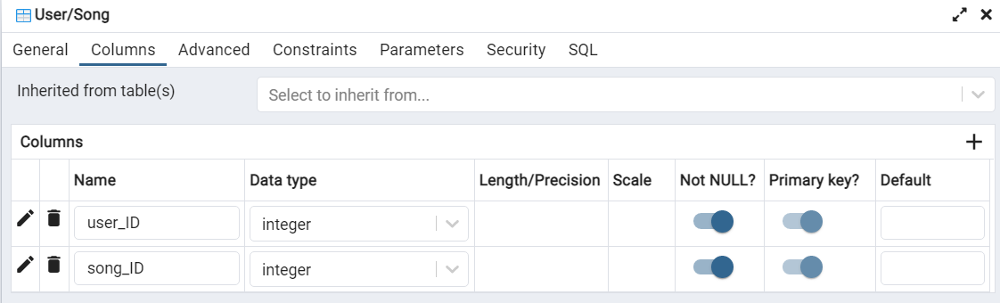 User/Song
General Columns Advanced Constraints Parameters Security SQL
Inherited from table(s) Select to inherit from...
Columns
Name Data type Length/Precision Scale Not NULL? Primary key? Default
user_ID integer
song_ID integer